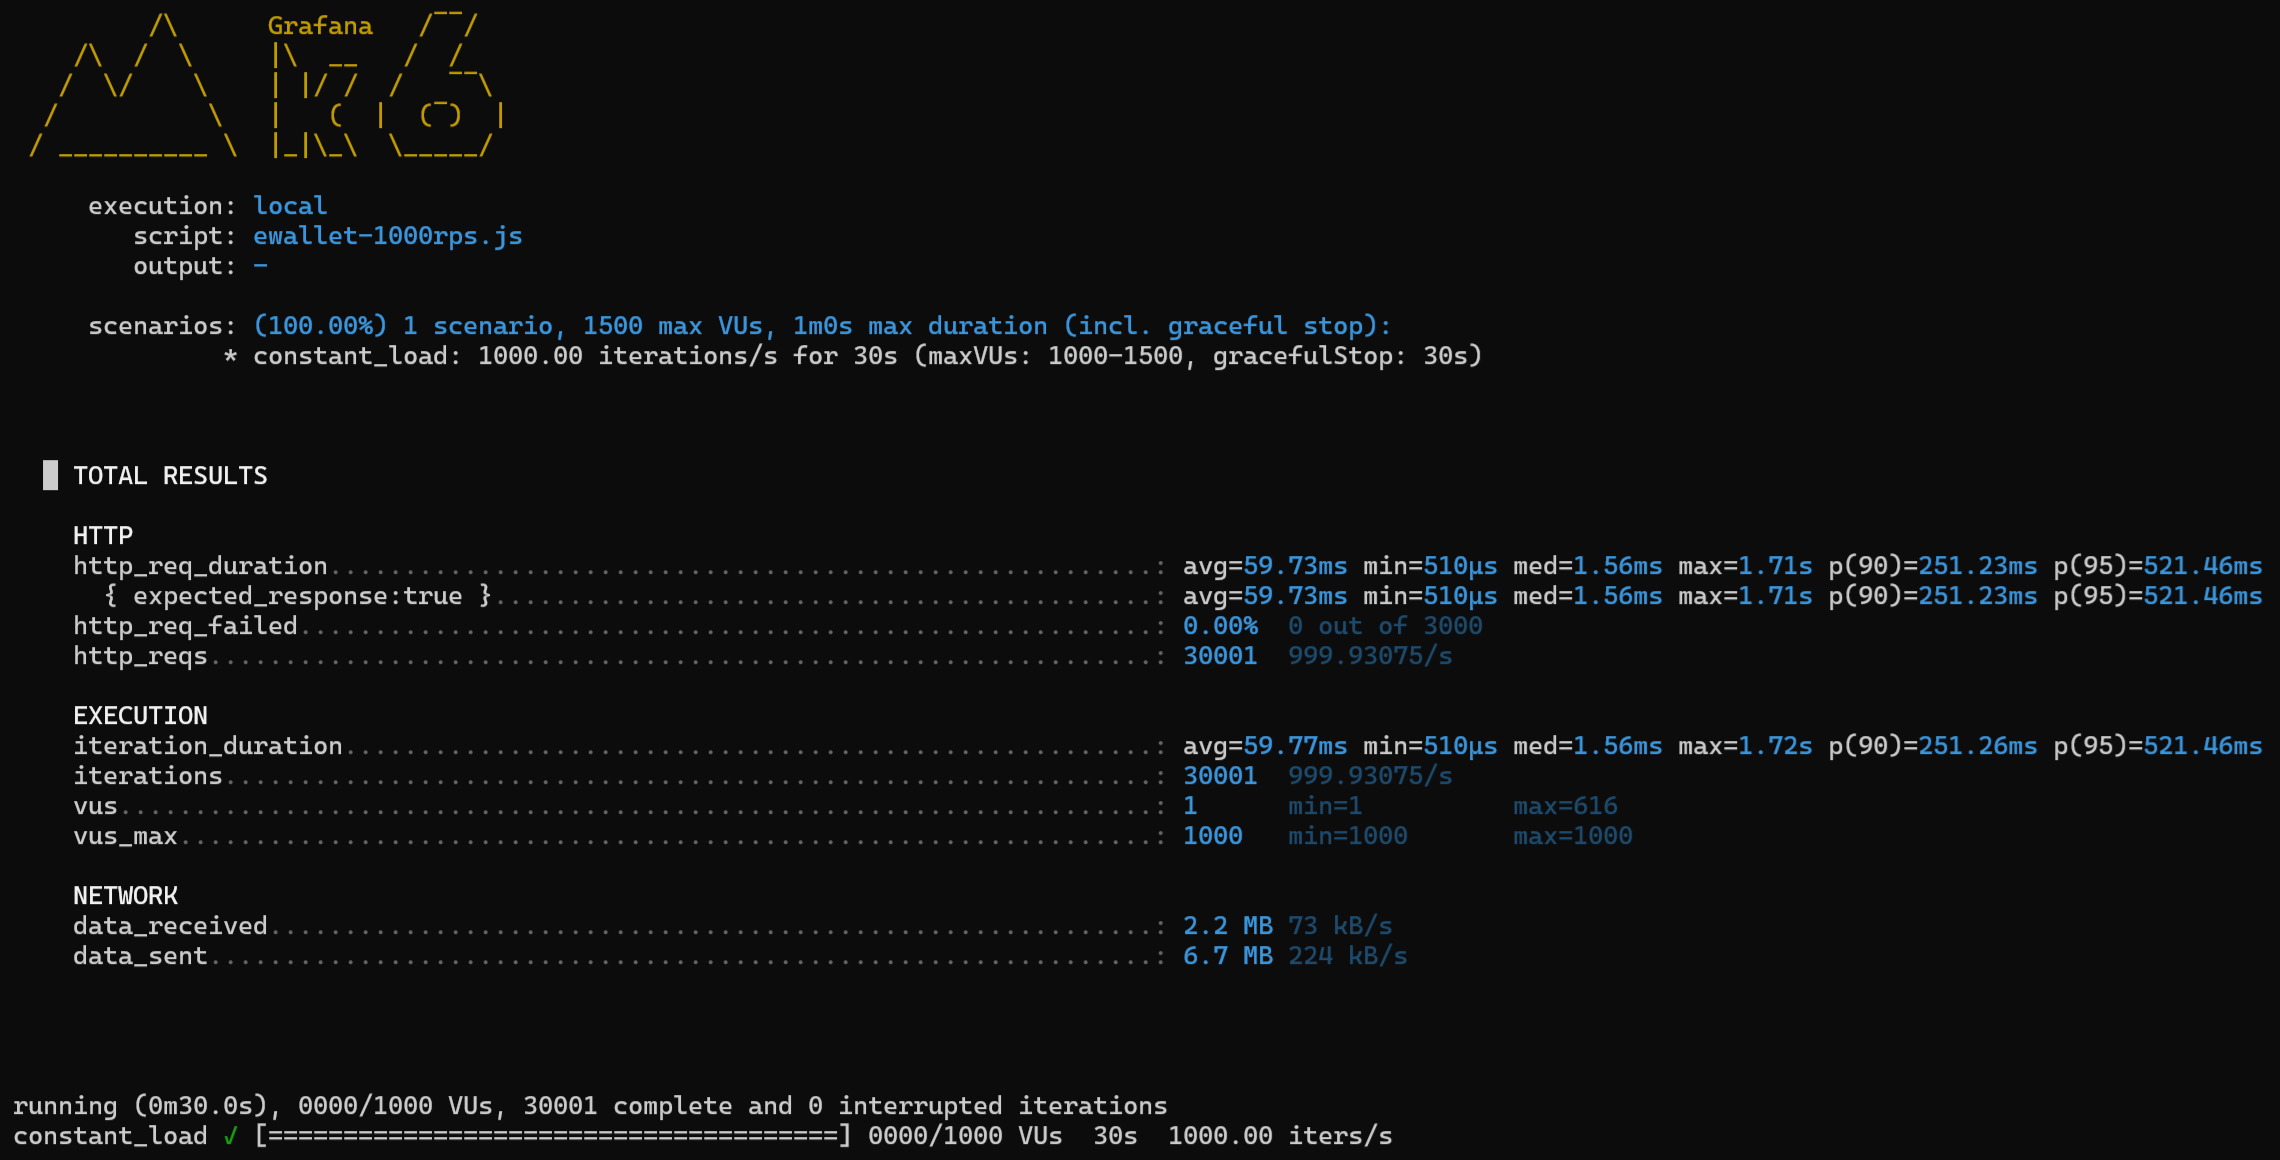 Grafana
execution: local
script: ewallet-1000rps.js
output: -
scenarios: (100.00%) 1 scenario, 1500 max VUs, 1m0s max duration (incl. graceful stop):
* constant_load: 1000.00 iterations/s for 30s (maxVUs: 1000-1500, gracefulStop: 30s)
TOTAL RESULTS
HTTP
http_req_duration..............................................: avg=59.73ms min=510µs med=1.56ms max=1.71s p(90)=251.23ms p(95)=521.46ms
{ expected_response:true }..............................................: avg=59.73ms min=510µs med=1.56ms max=1.71s p(90)=251.23ms p(95)=521.46ms
http_req_failed..............................................: 0.00% 0 out of 3000
http_reqs..............................................: 30001 999.93075/s
EXECUTION
iteration_duration..............................................: avg=59.77ms min=510µs med=1.56ms max=1.72s p(90)=251.26ms p(95)=521.46ms
iterations..............................................: 30001 999.93075/s
vus..............................................: 1 min=1 max=616
vus_max..............................................: 1000 min=1000 max=1000
NETWORK
data_received..............................................: 2.2 MB 73 kB/s
data_sent..............................................: 6.7 MB 224 kB/s
running (0m30.0s), 0000/1000 VUs, 30001 complete and 0 interrupted iterations
constant_load ✓ [======================================] 0000/1000 VUs 30s 1000.00 iters/s